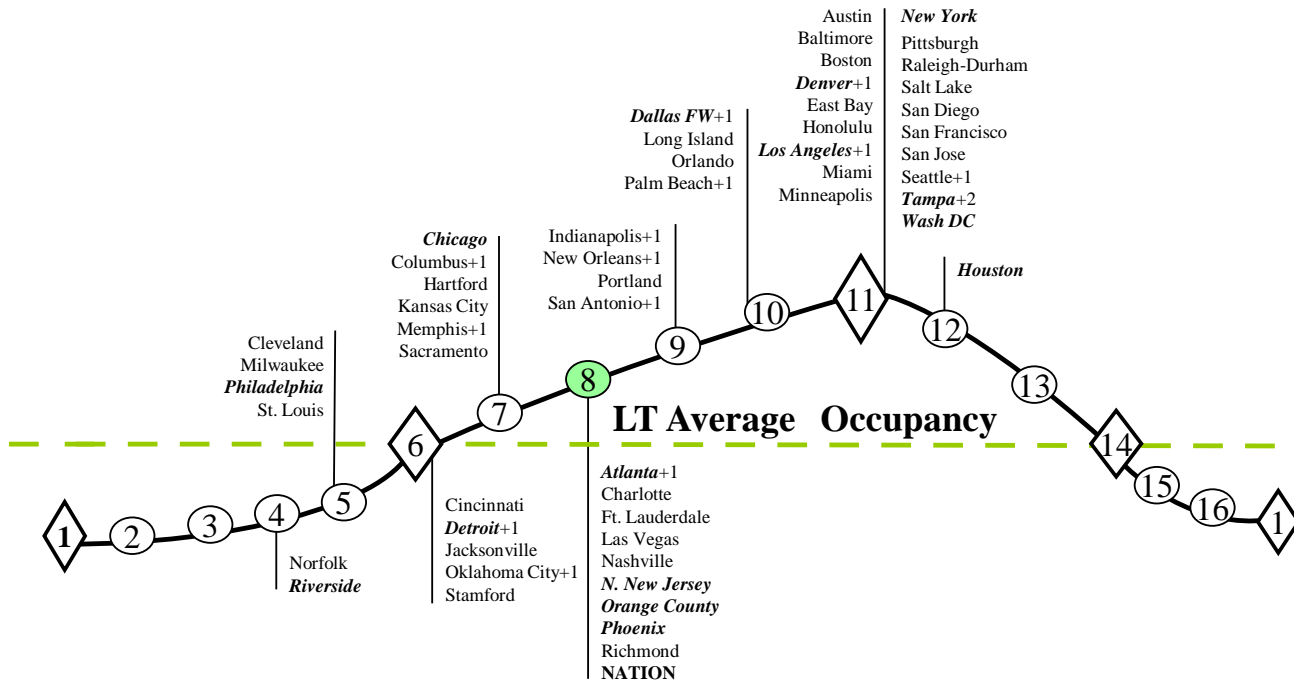 Austin
Baltimore
Boston
Denver+1
East Bay
Honolulu
Los Angeles+1
Miami
Minneapolis
New York
Pittsburgh
Raleigh-Durham
Salt Lake
San Diego
San Francisco
San Jose
Seattle+1
Tampa+2
Wash DC
Dallas FW+1
Long Island
Orlando
Palm Beach+1
Chicago
Columbus+1
Hartford
Kansas City
Memphis+1
Sacramento
Indianapolis+1
New Orleans+1
Portland
San Antonio+1
Houston
Cleveland
Milwaukee
Philadelphia
St. Louis
1
2
3
4
5
6
7
8
9
10
11
12
13
14
15
16
1
LT Average Occupancy
Norfolk
Riverside
Cincinnati
Detroit+1
Jacksonville
Oklahoma City+1
Stamford
Atlanta+1
Charlotte
Ft. Lauderdale
Las Vegas
Nashville
N. New Jersey
Orange County
Phoenix
Richmond
NATION